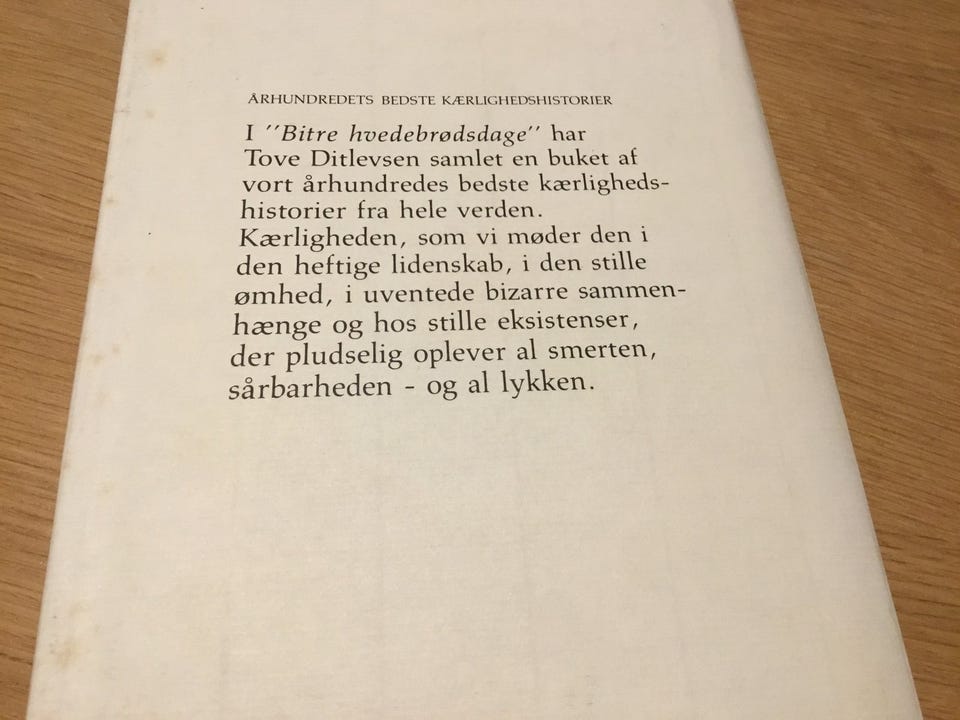 ÅRHUNDREDETS BEDSTE KÆRLIGHEDSHISTORIER
I ''Bitre hvedebrødsdage'' har
Tove Ditlevsen samlet en buket af
vort århundredes bedste kærligheds-
historier fra hele verden.
Kærligheden, som vi møder den i
den heftige lidenskab, i den stille
ømhed, i uventede bizarre sammen-
hænge og hos stille eksistenser,
der pludselig oplever al smerten,
sårbarheden - og al lykken.